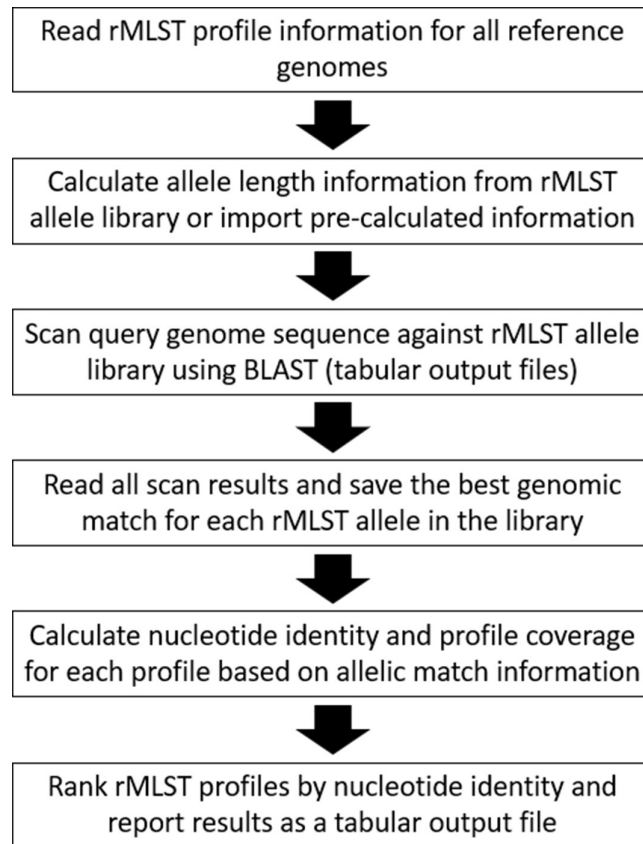 Read rMLST profile information for all reference
genomes
Calculate allele length information from rMLST
allele library or import pre-calculated information
Scan query genome sequence against rMLST allele
library using BLAST (tabular output files)
Read all scan results and save the best genomic
match for each rMLST allele in the library
Calculate nucleotide identity and profile coverage
for each profile based on allelic match information
Rank rMLST profiles by nucleotide identity and
report results as a tabular output file